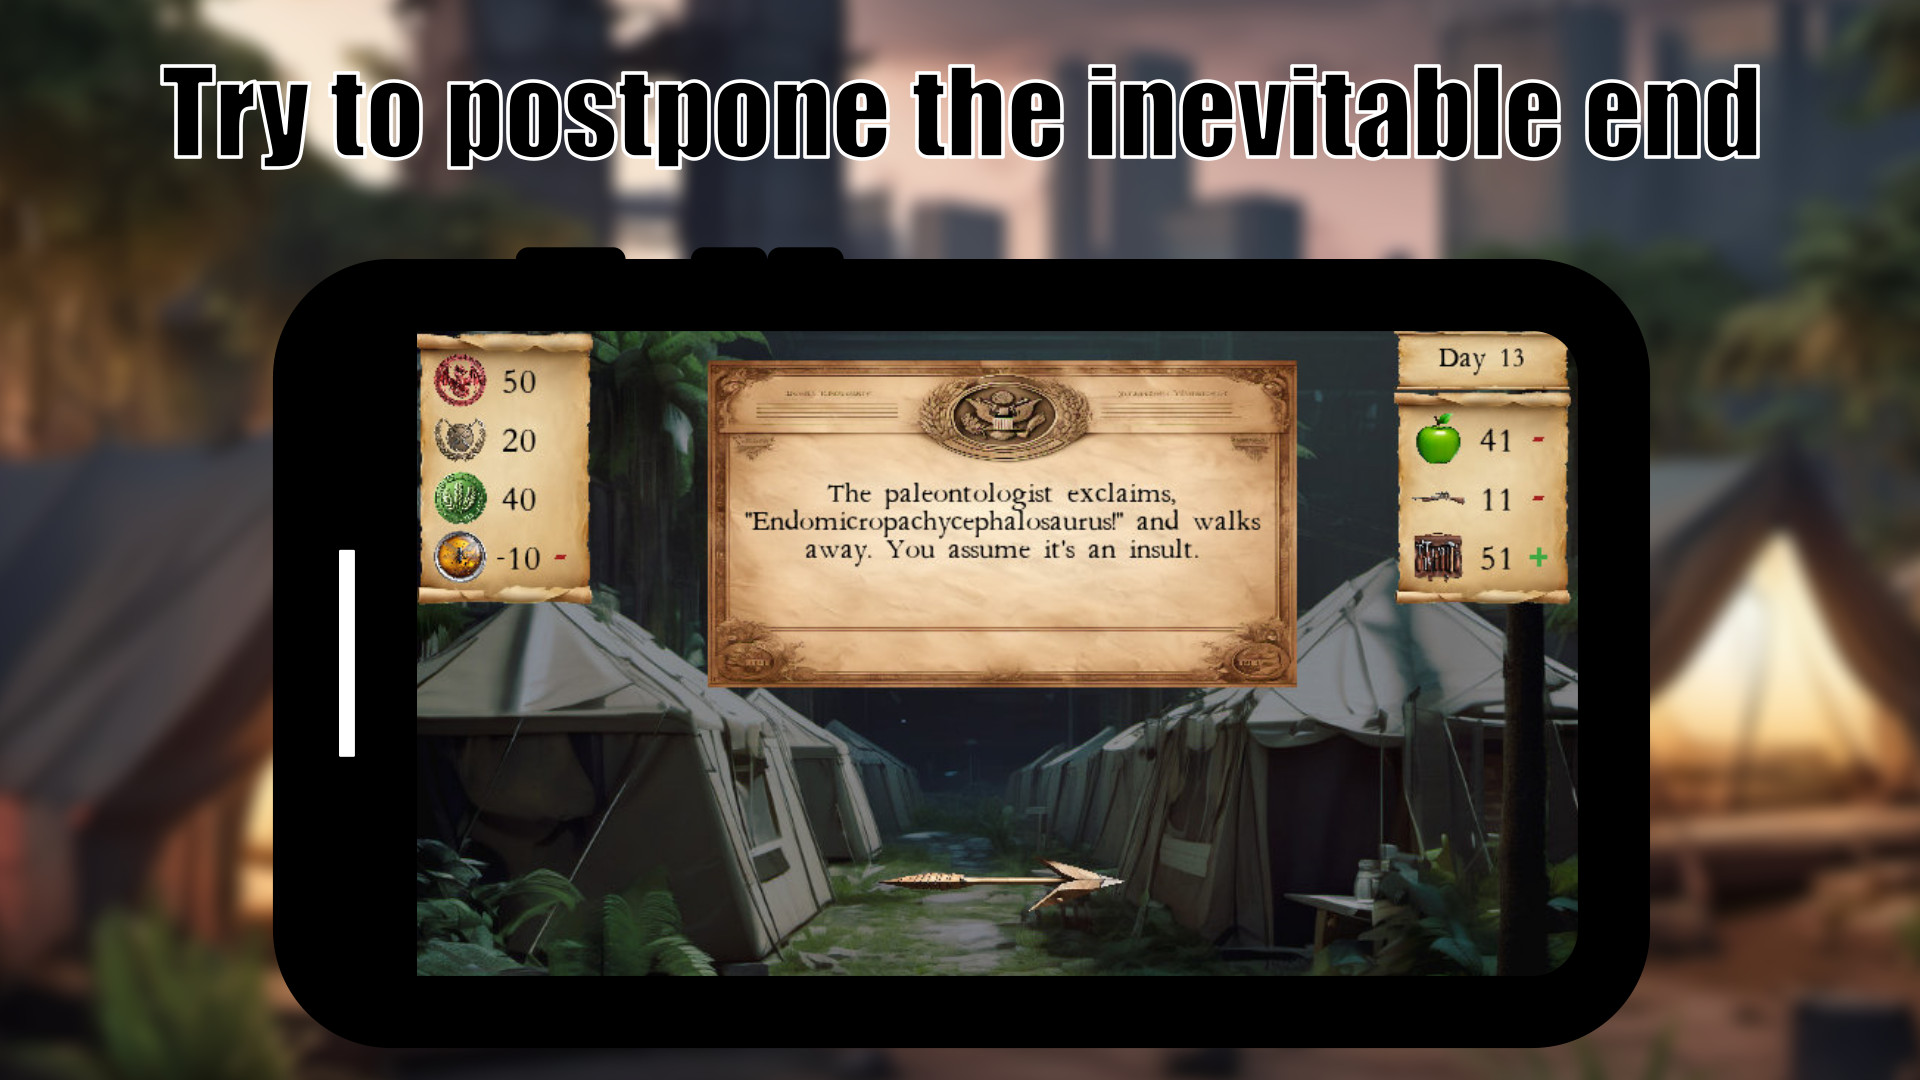 Try to postpone the inevitable end
50
20
40
-10 -
The paleontologist exclaims,
"Endomicropachycephalosaurus!" and walks
away. You assume it's an insult.
Day 13
41 -
11 -
51 +